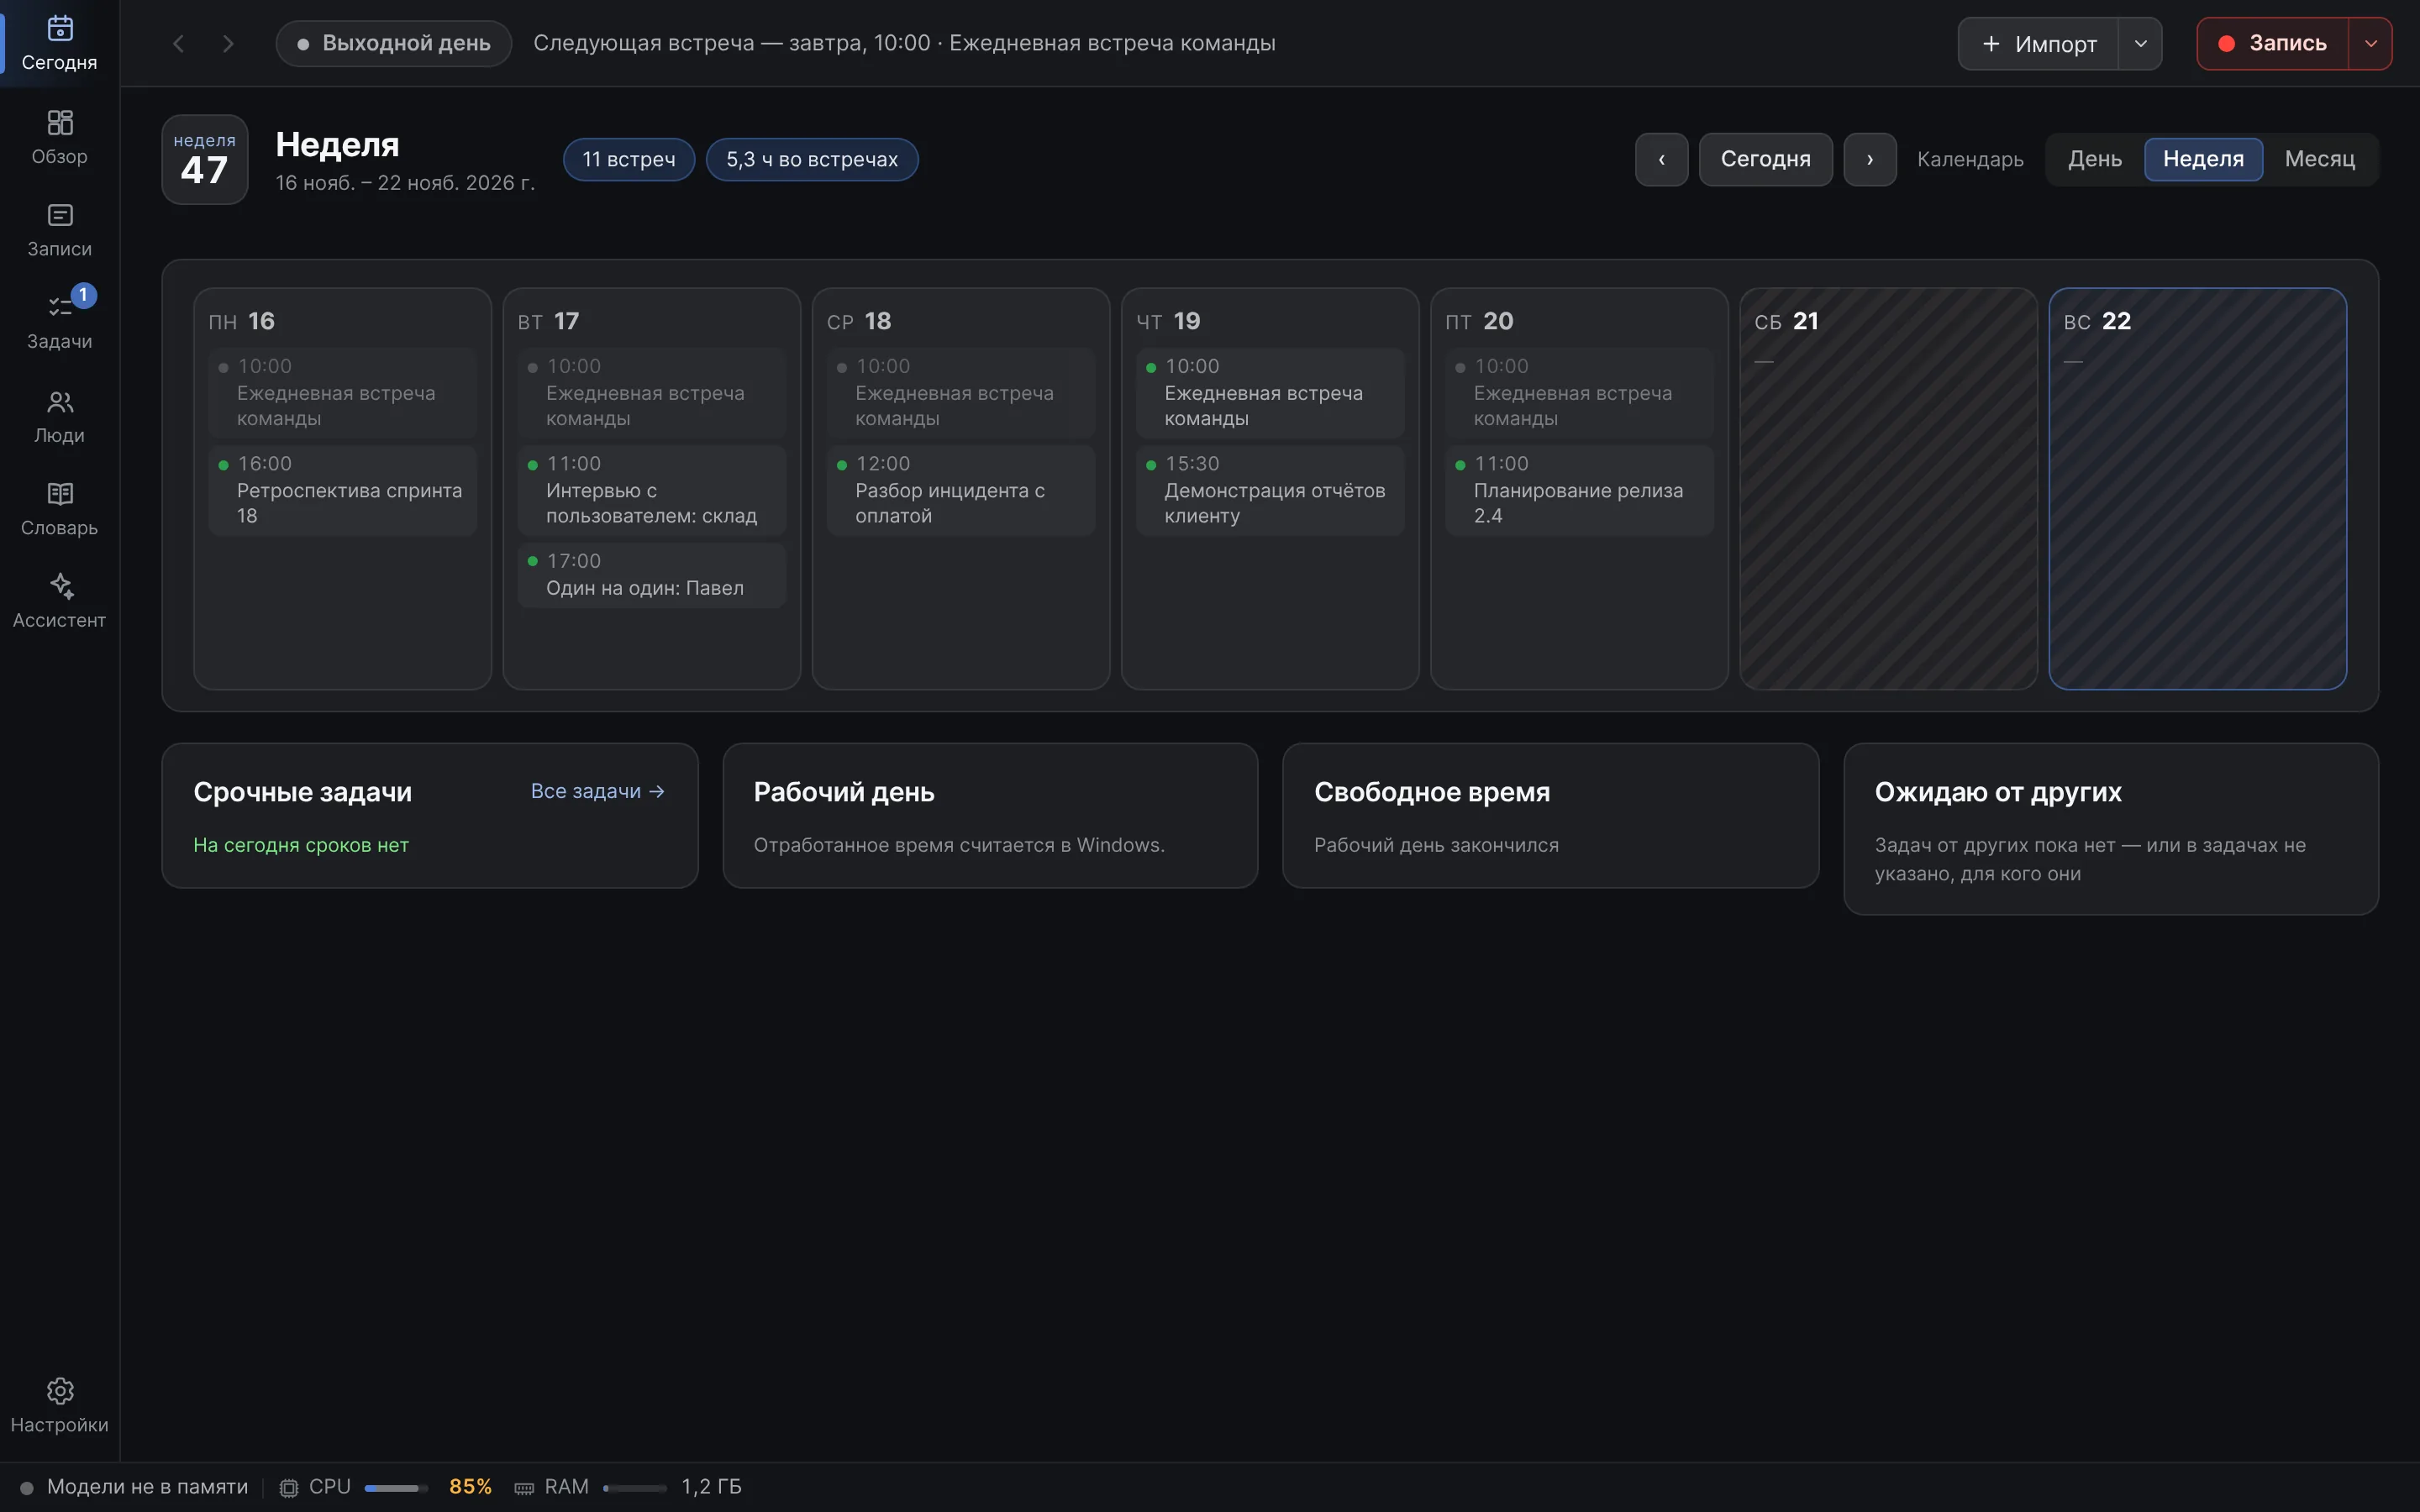 Сегодня
Обзор
Записи
1
Задачи
Люди
Словарь
Ассистент
Настройки
Выходной день
Следующая встреча — завтра, 10:00 · Ежедневная встреча команды
+ Импорт
Запись
неделя
47
Неделя
16 нояб. – 22 нояб. 2026 г.
11 встреч
5,3 ч во встречах
‹
Сегодня
›
Календарь
День
Неделя
Месяц
ПН 16
10:00
Ежедневная встреча
команды
16:00
Ретроспектива спринта
18
ВТ 17
10:00
Ежедневная встреча
команды
11:00
Интервью с
пользователем: склад
17:00
Один на один: Павел
СР 18
10:00
Ежедневная встреча
команды
12:00
Разбор инцидента с
оплатой
ЧТ 19
10:00
Ежедневная встреча
команды
15:30
Демонстрация отчётов
клиенту
ПТ 20
10:00
Ежедневная встреча
команды
11:00
Планирование релиза
2.4
СБ 21
—
ВС 22
—
Срочные задачи
Все задачи →
На сегодня сроков нет
Рабочий день
Отработанное время считается в Windows.
Свободное время
Рабочий день закончился
Ожидаю от других
Задач от других пока нет — или в задачах не
указано, для кого они
Модели не в памяти
CPU 85%
RAM 1,2 ГБ